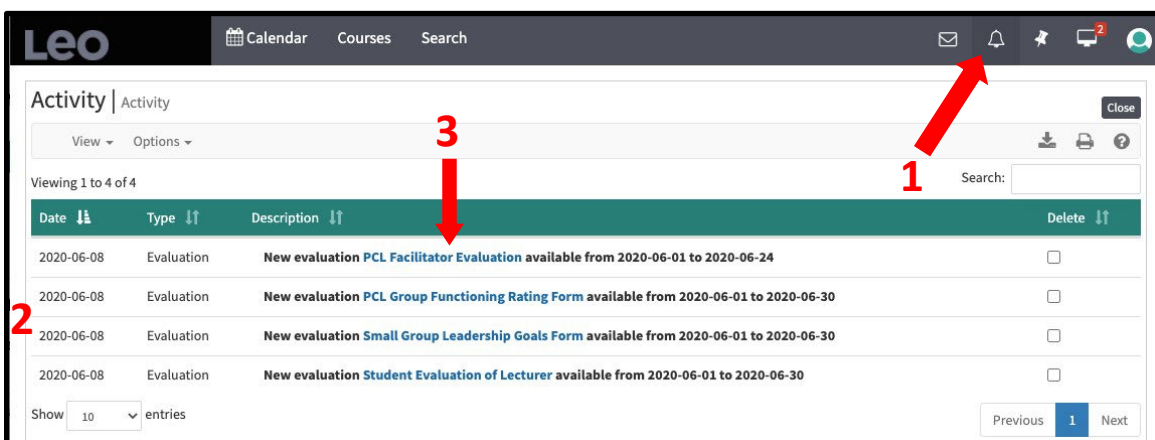 Leo Calendar Courses Search 2
Activity | Activity Close
3
View Options
1
Viewing 1 to 4 of 4 Search:
Date Type Description Delete
2020-06-08 Evaluation New evaluation PCL Facilitator Evaluation available from 2020-06-01 to 2020-06-24
2020-06-08 Evaluation New evaluation PCL Group Functioning Rating Form available from 2020-06-01 to 2020-06-30
2
2020-06-08 Evaluation New evaluation Small Group Leadership Goals Form available from 2020-06-01 to 2020-06-30
2020-06-08 Evaluation New evaluation Student Evaluation of Lecturer available from 2020-06-01 to 2020-06-30
Show 10 entries Previous 1 Next